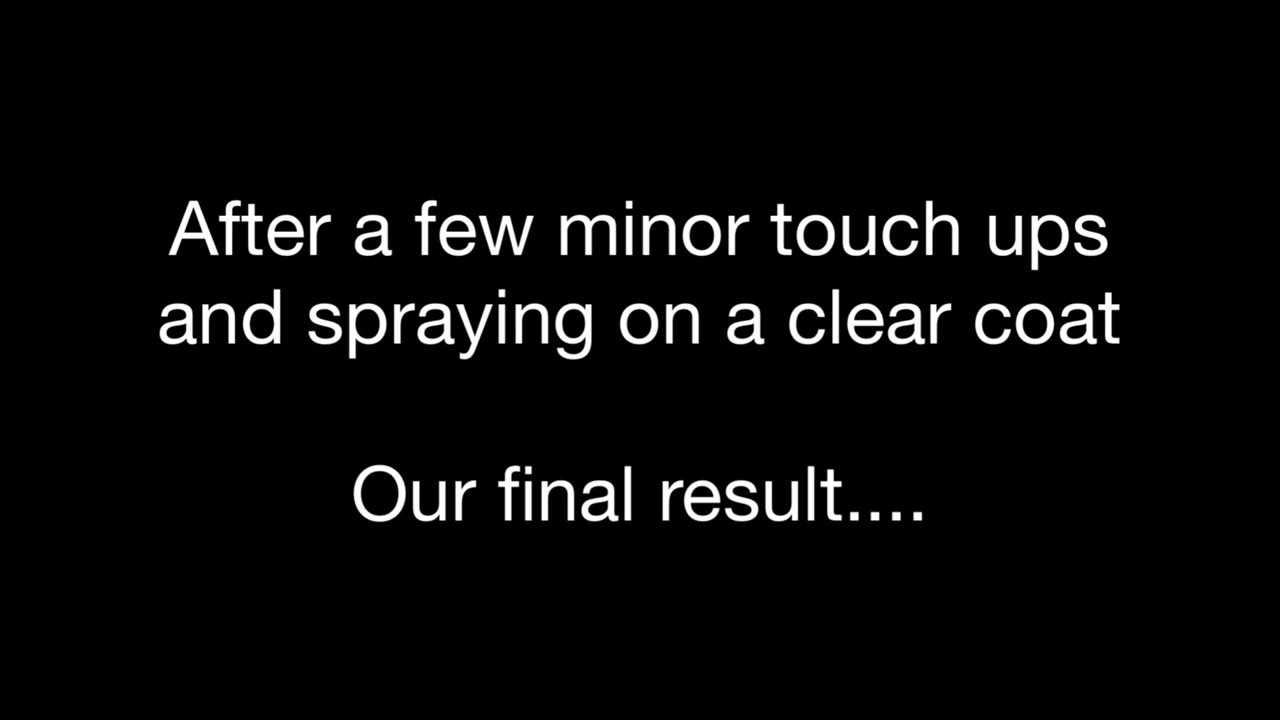 After a few minor touch ups
and spraying on a clear coat
Our final result....